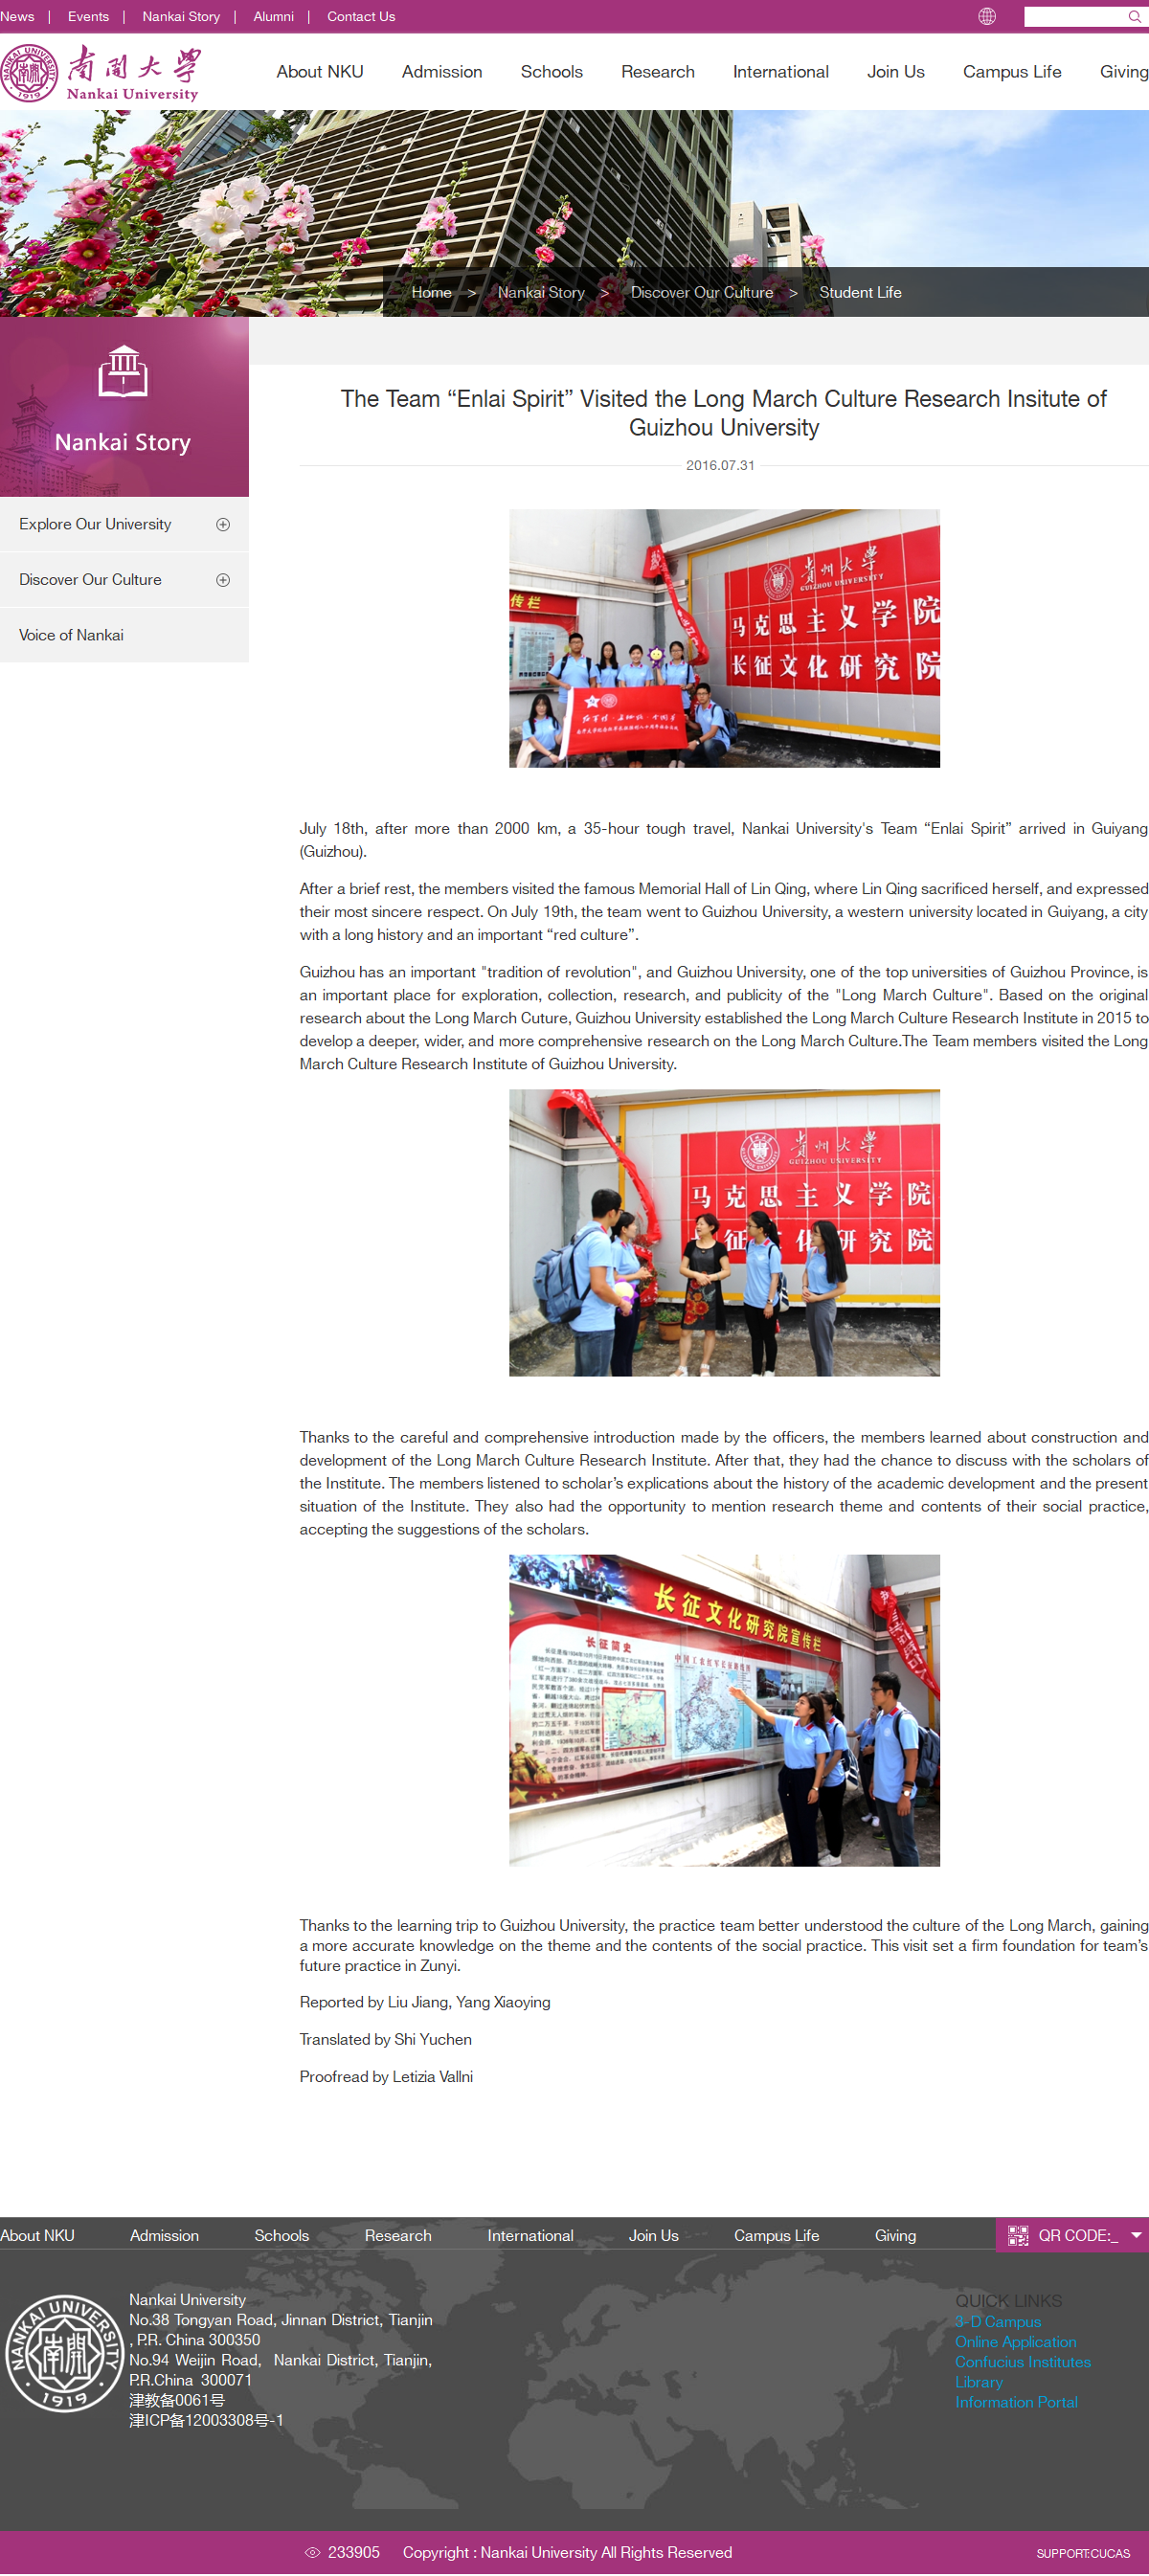 News | Events | Nankai Story | Alumni | Contact Us
南開大學
Nankai University
NANKAI UNIVERSITY
1919
About NKU Admission Schools Research International Join Us Campus Life Giving
Home > Nankai Story > Discover Our Culture > Student Life
Nankai Story
Explore Our University
Discover Our Culture
Voice of Nankai
The Team “Enlai Spirit” Visited the Long March Culture Research Insitute of
Guizhou University
2016.07.31
传栏
贵州大学
GUIZHOU UNIVERSITY
马克思主义学院
长征文化研究院
July 18th, after more than 2000 km, a 35-hour tough travel, Nankai University's Team “Enlai Spirit” arrived in Guiyang
(Guizhou).
After a brief rest, the members visited the famous Memorial Hall of Lin Qing, where Lin Qing sacrificed herself, and expressed
their most sincere respect. On July 19th, the team went to Guizhou University, a western university located in Guiyang, a city
with a long history and an important “red culture”.
Guizhou has an important "tradition of revolution", and Guizhou University, one of the top universities of Guizhou Province, is
an important place for exploration, collection, research, and publicity of the "Long March Culture". Based on the original
research about the Long March Cuture, Guizhou University established the Long March Culture Research Institute in 2015 to
develop a deeper, wider, and more comprehensive research on the Long March Culture.The Team members visited the Long
March Culture Research Institute of Guizhou University.
贵州大学
GUIZHOU UNIVERSITY
马克思主义学院
研究院
Thanks to the careful and comprehensive introduction made by the officers, the members learned about construction and
development of the Long March Culture Research Institute. After that, they had the chance to discuss with the scholars of
the Institute. The members listened to scholar’s explications about the history of the academic development and the present
situation of the Institute. They also had the opportunity to mention research theme and contents of their social practice,
accepting the suggestions of the scholars.
长征文化研究院宣传栏
长征简史
中国工农红军长征路线图
Thanks to the learning trip to Guizhou University, the practice team better understood the culture of the Long March, gaining
a more accurate knowledge on the theme and the contents of the social practice. This visit set a firm foundation for team’s
future practice in Zunyi.
Reported by Liu Jiang, Yang Xiaoying
Translated by Shi Yuchen
Proofread by Letizia Vallni
About NKU Admission Schools Research International Join Us Campus Life Giving
QR CODE:_
NANKAI UNIVERSITY
1919
Nankai University
No.38 Tongyan Road, Jinnan District, Tianjin
, P.R. China 300350
No.94 Weijin Road, Nankai District, Tianjin,
P.R.China 300071
津教备0061号
津ICP备12003308号-1
QUICK LINKS
3-D Campus
Online Application
Confucius Institutes
Library
Information Portal
233905 Copyright : Nankai University All Rights Reserved
SUPPORT:CUCAS